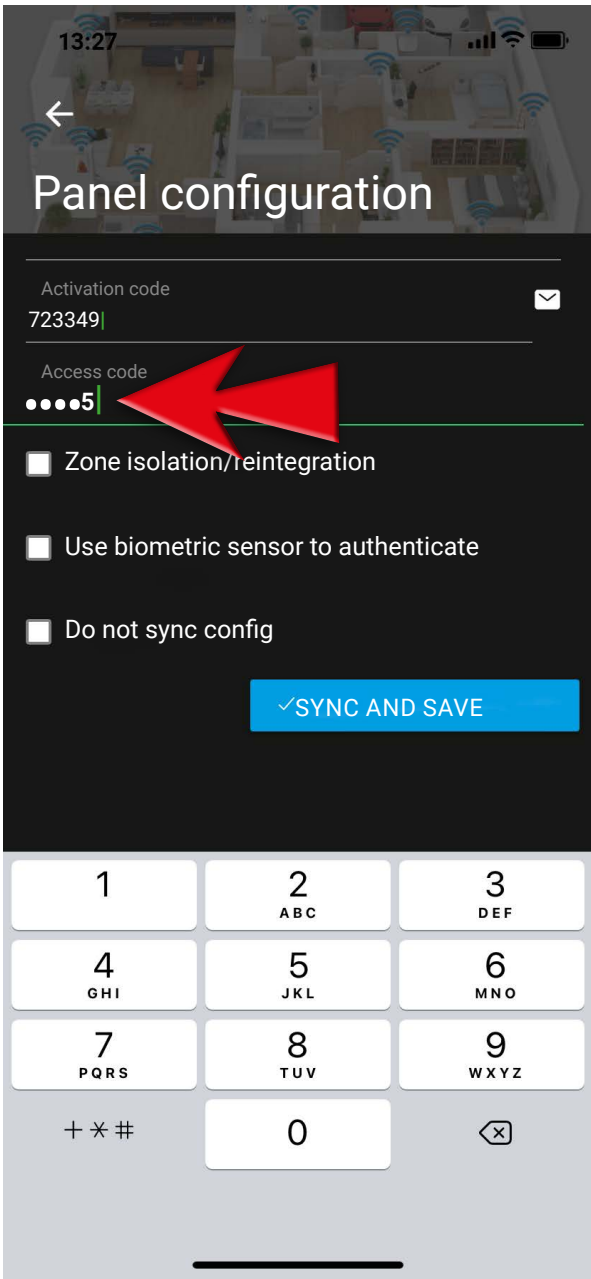 13:27
Panel configuration
Activation code
723349
Access code
●●●●5
Zone isolation/reintegration
Use biometric sensor to authenticate
Do not sync config
✓SYNC AND SAVE
1
2
3
ABC
DEF
4
5
6
GHI
JKL
MNO
7
8
9
PQRS
TUV
WXYZ
+*#
0